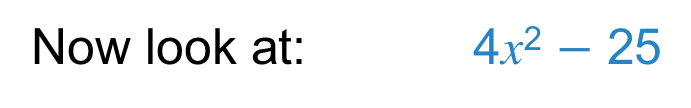 Now look at: 4x² – 25